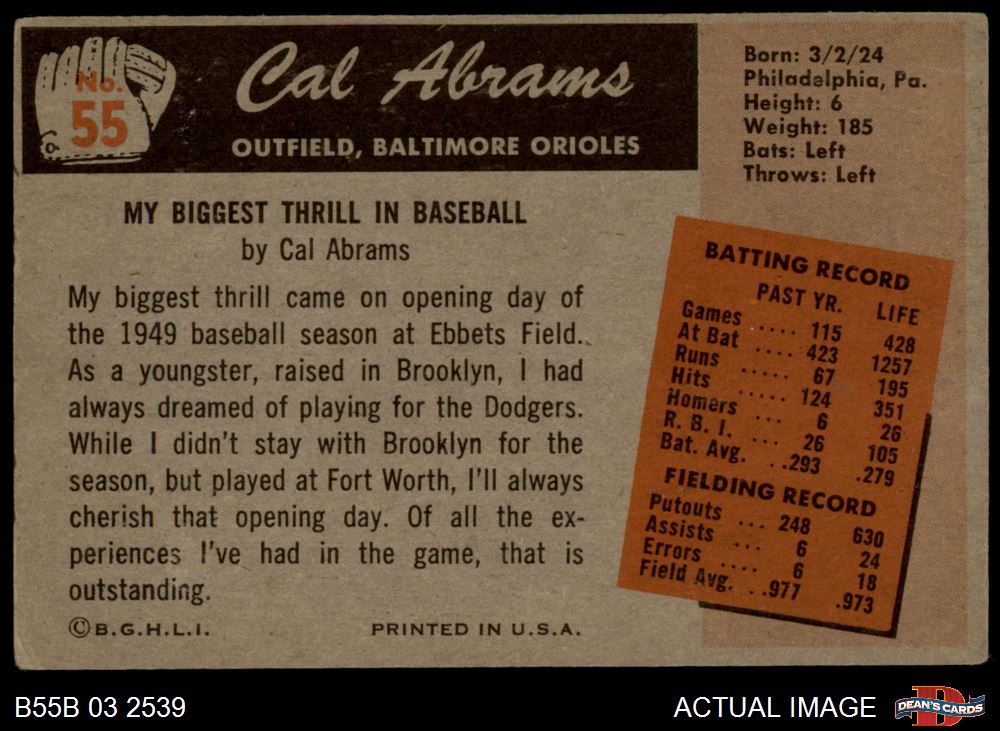 No.
55
Cal Abrams
OUTFIELD, BALTIMORE ORIOLES
Born: 3/2/24
Philadelphia, Pa.
Height: 6
Weight: 185
Bats: Left
Throws: Left
MY BIGGEST THRILL IN BASEBALL
by Cal Abrams
My biggest thrill came on opening day of
the 1949 baseball season at Ebbets Field.
As a youngster, raised in Brooklyn, I had
always dreamed of playing for the Dodgers.
While I didn't stay with Brooklyn for the
season, but played at Fort Worth, I'll always
cherish that opening day. Of all the ex-
periences I've had in the game, that is
outstanding.
©B.G.H.L.I. PRINTED IN U.S.A.
BATTING RECORD
PAST YR. LIFE
Games .... 115 428
At Bat .... 423 1257
Runs ..... 67 195
Hits ..... 124 351
Homers ... 6 26
R. B. I. ... 26 105
Bat. Avg. . .293 .279
FIELDING RECORD
Putouts ... 248 630
Assists ... 6 24
Errors .... 6 18
Field Avg. . .977 .973
B55B 03 2539
ACTUAL IMAGE
DEAN'S CARDS